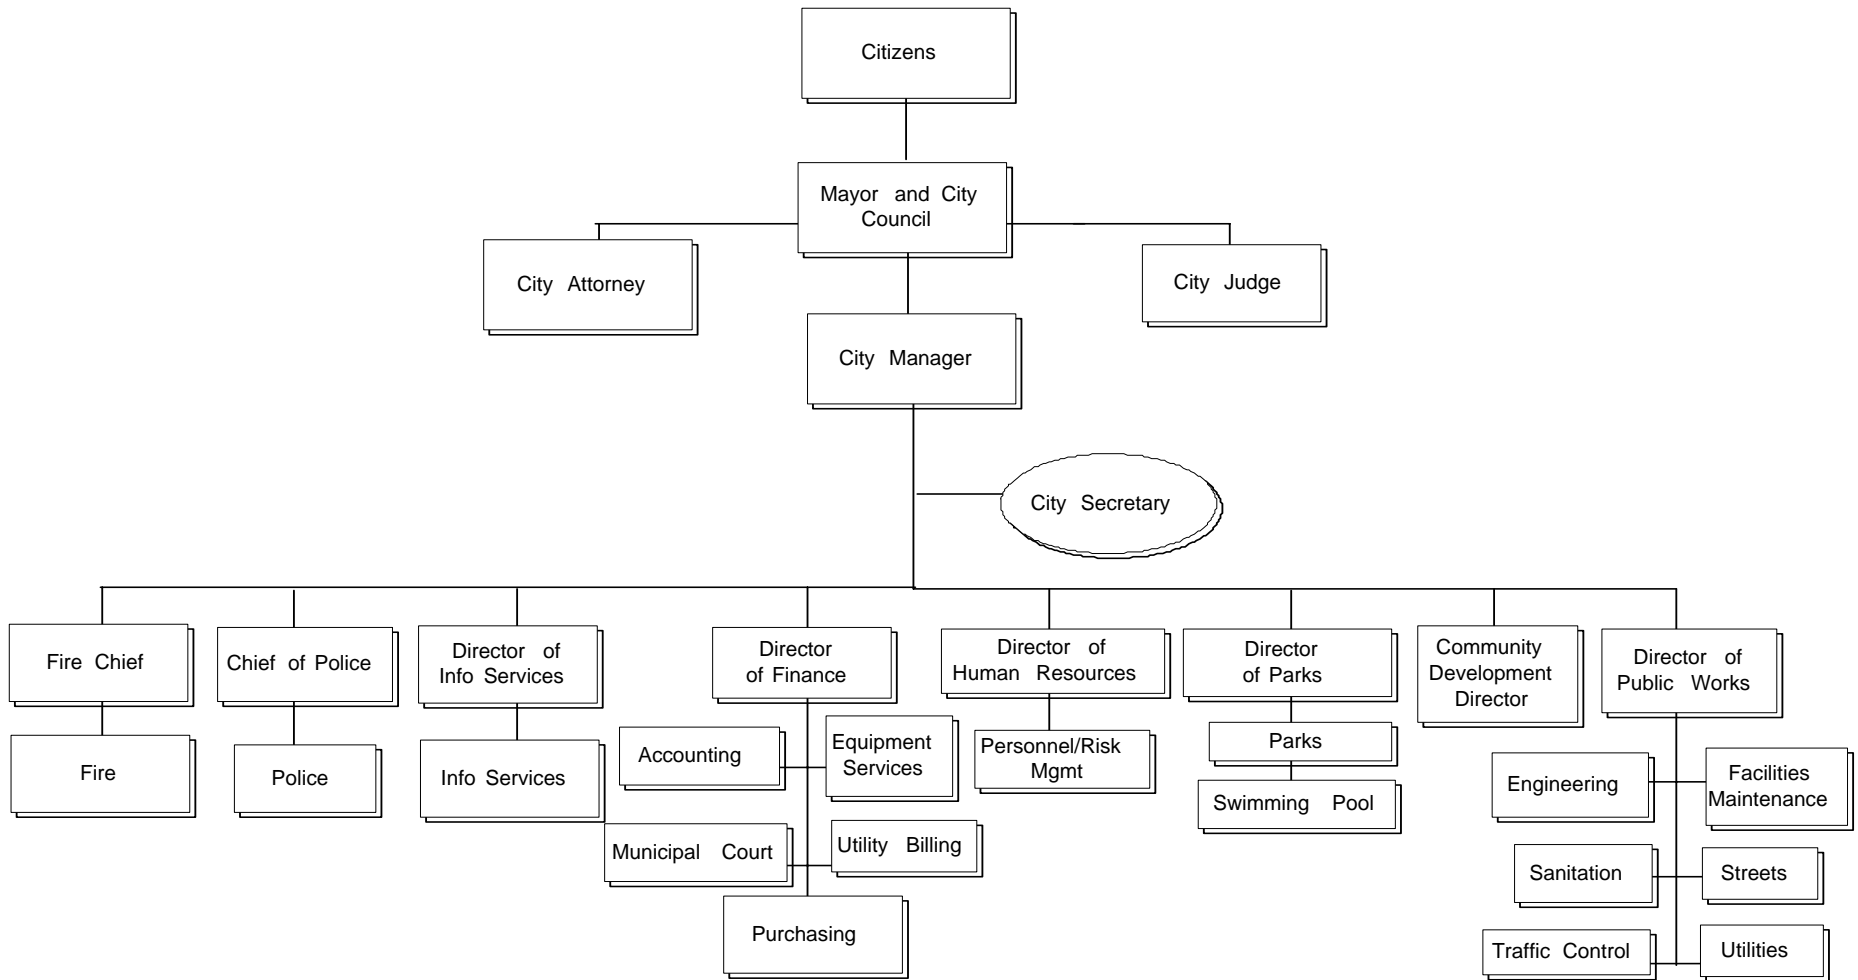 Citizens
Mayor and City
Council
City Attorney
City Judge
City Manager
City Secretary
Fire Chief
Chief of Police
Director of
Info Services
Director
of Finance
Director of
Human Resources
Director
of Parks
Community
Development
Director
Director of
Public Works
Fire
Police
Info Services
Accounting
Equipment
Services
Municipal Court
Utility Billing
Purchasing
Personnel/Risk
Mgmt
Parks
Swimming Pool
Engineering
Facilities
Maintenance
Sanitation
Streets
Traffic Control
Utilities